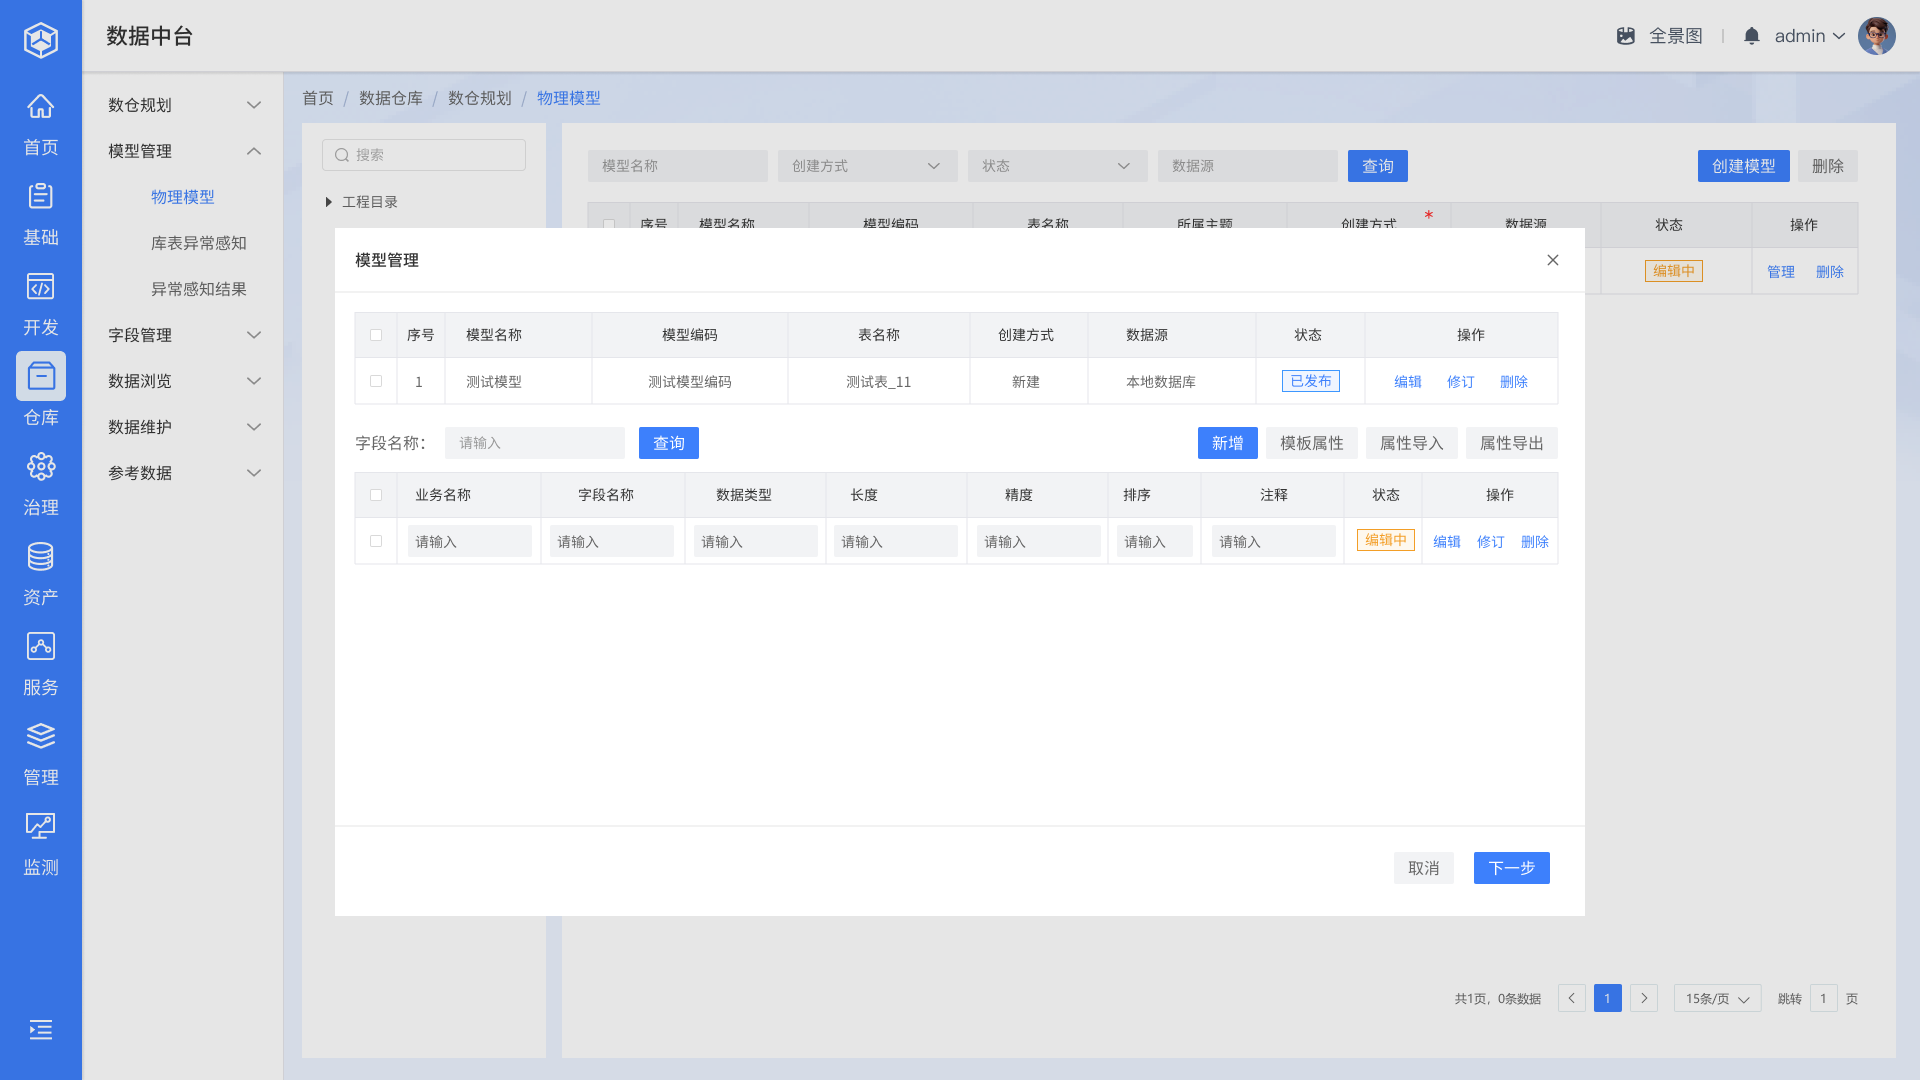 数据中台
全景图
admin
首页
基础
开发
仓库
治理
资产
服务
管理
监测
数仓规划
模型管理
物理模型
库表异常感知
异常感知结果
字段管理
数据浏览
数据维护
参考数据
首页 / 数据仓库 / 数仓规划 / 物理模型
搜索
工程目录
模型名称 创建方式 状态 数据源 查询 创建模型 删除
序号 模型名称 模型编码 表名称 所属主题 创建方式 * 数据源 状态 操作
编辑中 管理 删除
模型管理
序号 模型名称 模型编码 表名称 创建方式 数据源 状态 操作
1 测试模型 测试模型编码 测试表_11 新建 本地数据库 已发布 编辑 修订 删除
字段名称： 请输入 查询 新增 模板属性 属性导入 属性导出
业务名称 字段名称 数据类型 长度 精度 排序 注释 状态 操作
请输入 请输入 请输入 请输入 请输入 请输入 请输入 编辑中 编辑 修订 删除
取消 下一步
共1页，0条数据 1 15条/页 跳转 1 页